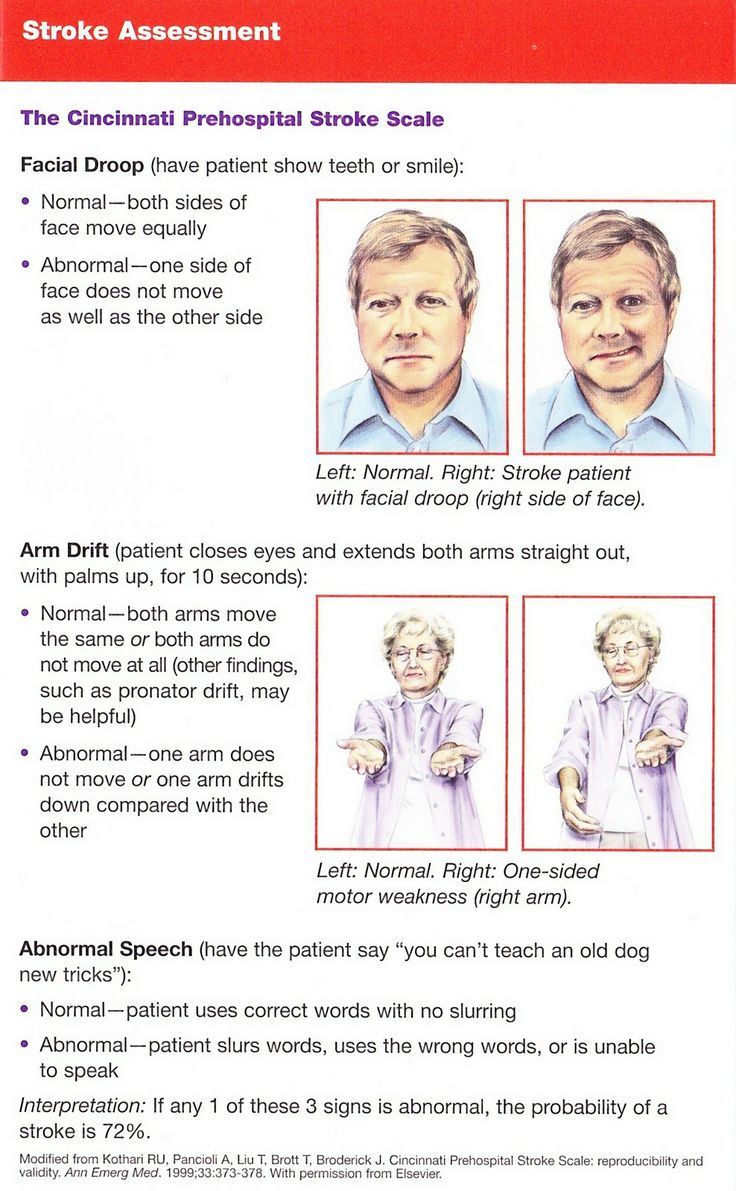 Stroke Assessment
The Cincinnati Prehospital Stroke Scale
Facial Droop (have patient show teeth or smile):
• Normal—both sides of
face move equally
• Abnormal—one side of
face does not move
as well as the other side
Left: Normal. Right: Stroke patient
with facial droop (right side of face).
Arm Drift (patient closes eyes and extends both arms straight out,
with palms up, for 10 seconds):
• Normal—both arms move
the same or both arms do
not move at all (other findings,
such as pronator drift, may
be helpful)
• Abnormal—one arm does
not move or one arm drifts
down compared with the
other
Left: Normal. Right: One-sided
motor weakness (right arm).
Abnormal Speech (have the patient say “you can’t teach an old dog
new tricks”):
• Normal—patient uses correct words with no slurring
• Abnormal—patient slurs words, uses the wrong words, or is unable
to speak
Interpretation: If any 1 of these 3 signs is abnormal, the probability of a
stroke is 72%.
Modified from Kothari RU, Pancioli A, Liu T, Brott T, Broderick J. Cincinnati Prehospital Stroke Scale: reproducibility and
validity. Ann Emerg Med. 1999;33:373-378. With permission from Elsevier.